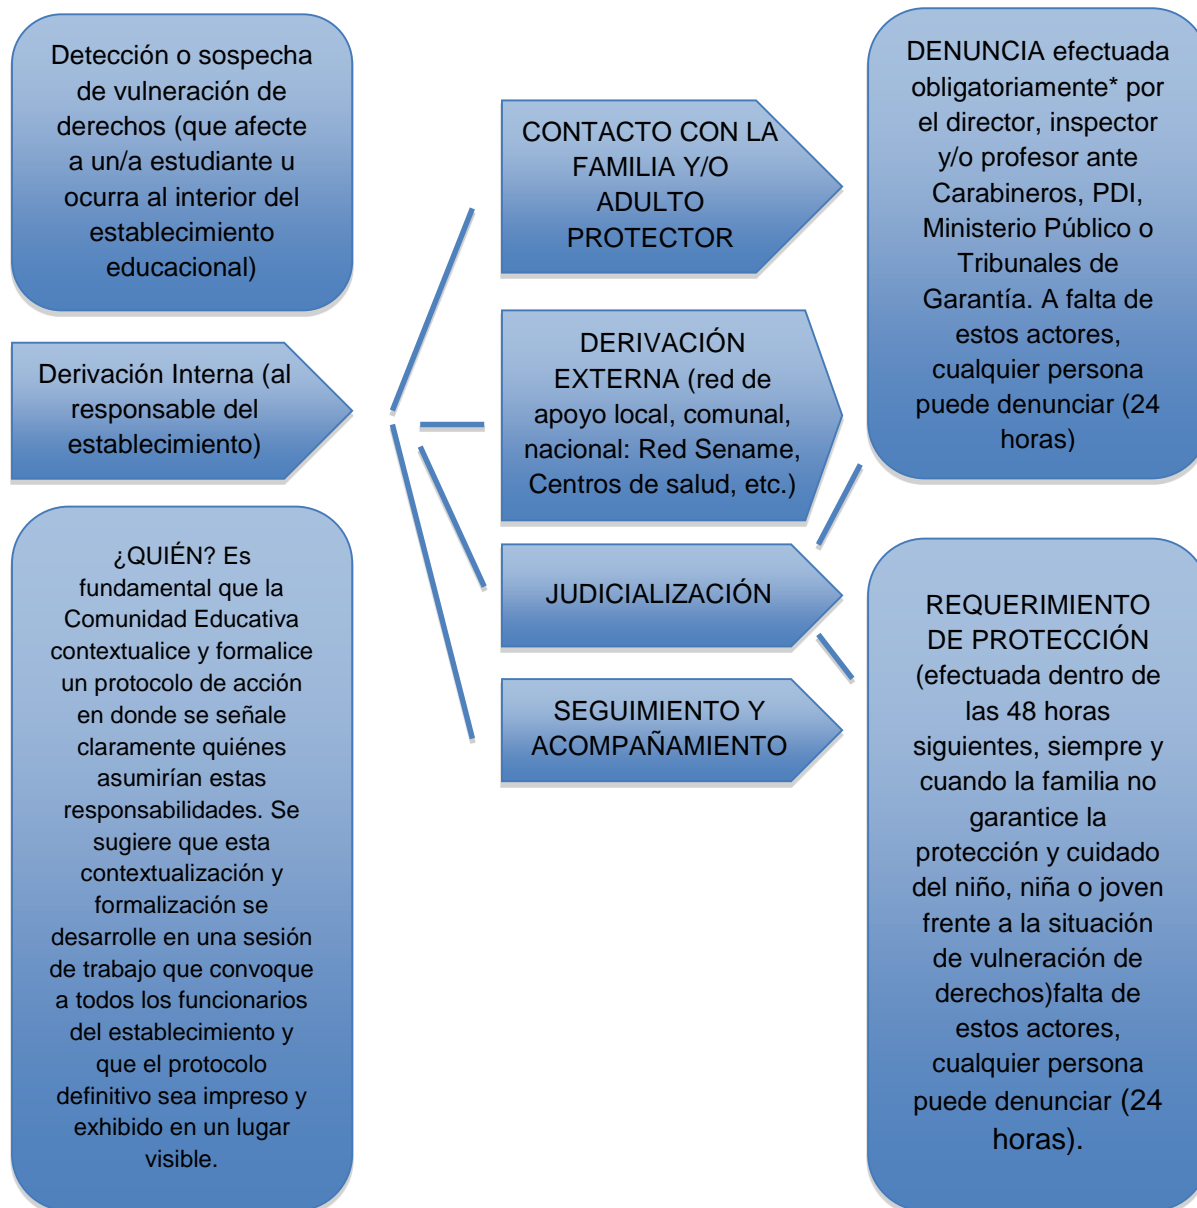 Detección o sospecha
de vulneración de
derechos (que afecte
a un/a estudiante u
ocurra al interior del
establecimiento
educacional)
Derivación Interna (al
responsable del
establecimiento)
¿QUIÉN? Es
fundamental que la
Comunidad Educativa
contextualice y formalice
un protocolo de acción
en donde se señale
claramente quiénes
asumirían estas
responsabilidades. Se
sugiere que esta
contextualización y
formalización se
desarrolle en una sesión
de trabajo que convoque
a todos los funcionarios
del establecimiento y
que el protocolo
definitivo sea impreso y
exhibido en un lugar
visible.
CONTACTO CON LA
FAMILIA Y/O
ADULTO
PROTECTOR
DERIVACIÓN
EXTERNA (red de
apoyo local, comunal,
nacional: Red Sename,
Centros de salud, etc.)
JUDICIALIZACIÓN
SEGUIMIENTO Y
ACOMPAÑAMIENTO
DENUNCIA efectuada
obligatoriamente* por
el director, inspector
y/o profesor ante
Carabineros, PDI,
Ministerio Público o
Tribunales de
Garantía. A falta de
estos actores,
cualquier persona
puede denunciar (24
horas)
REQUERIMIENTO
DE PROTECCIÓN
(efectuada dentro de
las 48 horas
siguientes, siempre y
cuando la familia no
garantice la
protección y cuidado
del niño, niña o joven
frente a la situación
de vulneración de
derechos)falta de
estos actores,
cualquier persona
puede denunciar (24
horas).